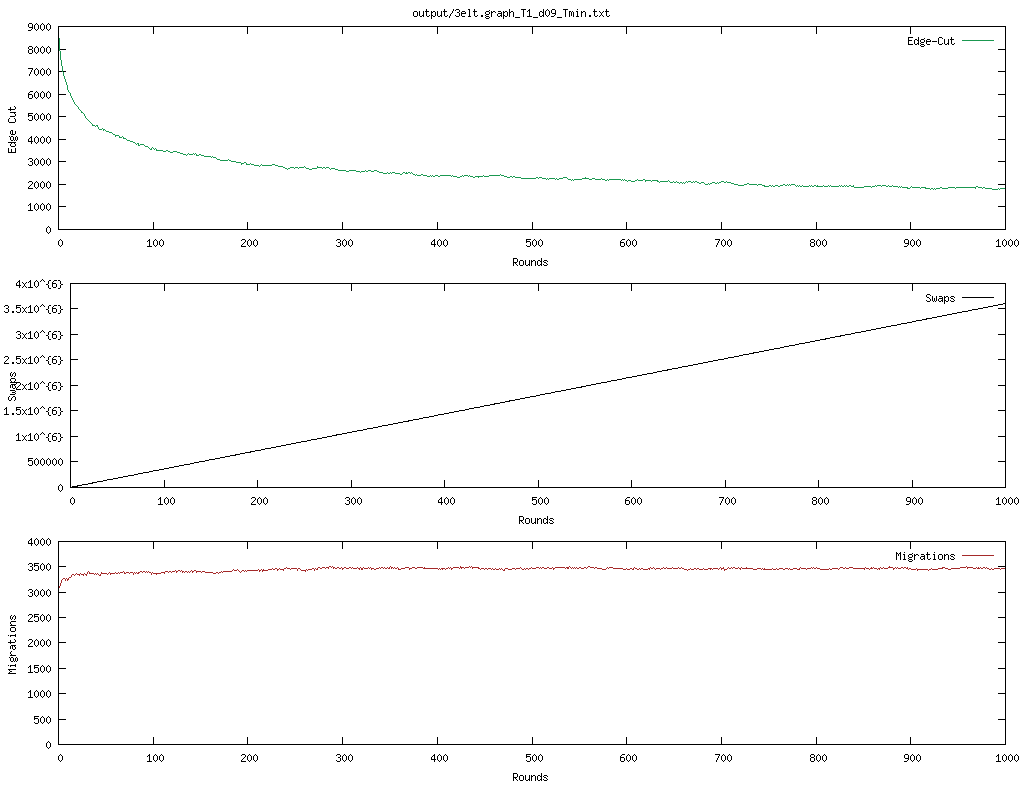 output/3elt.graph_T1_d09_Tmin.txt
Edge-Cut
Edge Cut
9000
8000
7000
6000
5000
4000
3000
2000
1000
0
0 100 200 300 400 500 600 700 800 900 1000
Rounds
Swaps
Swaps
4x10^{6}
3.5x10^{6}
3x10^{6}
2.5x10^{6}
2x10^{6}
1.5x10^{6}
1x10^{6}
500000
0
0 100 200 300 400 500 600 700 800 900 1000
Rounds
Migrations
Migrations
4000
3500
3000
2500
2000
1500
1000
500
0
0 100 200 300 400 500 600 700 800 900 1000
Rounds